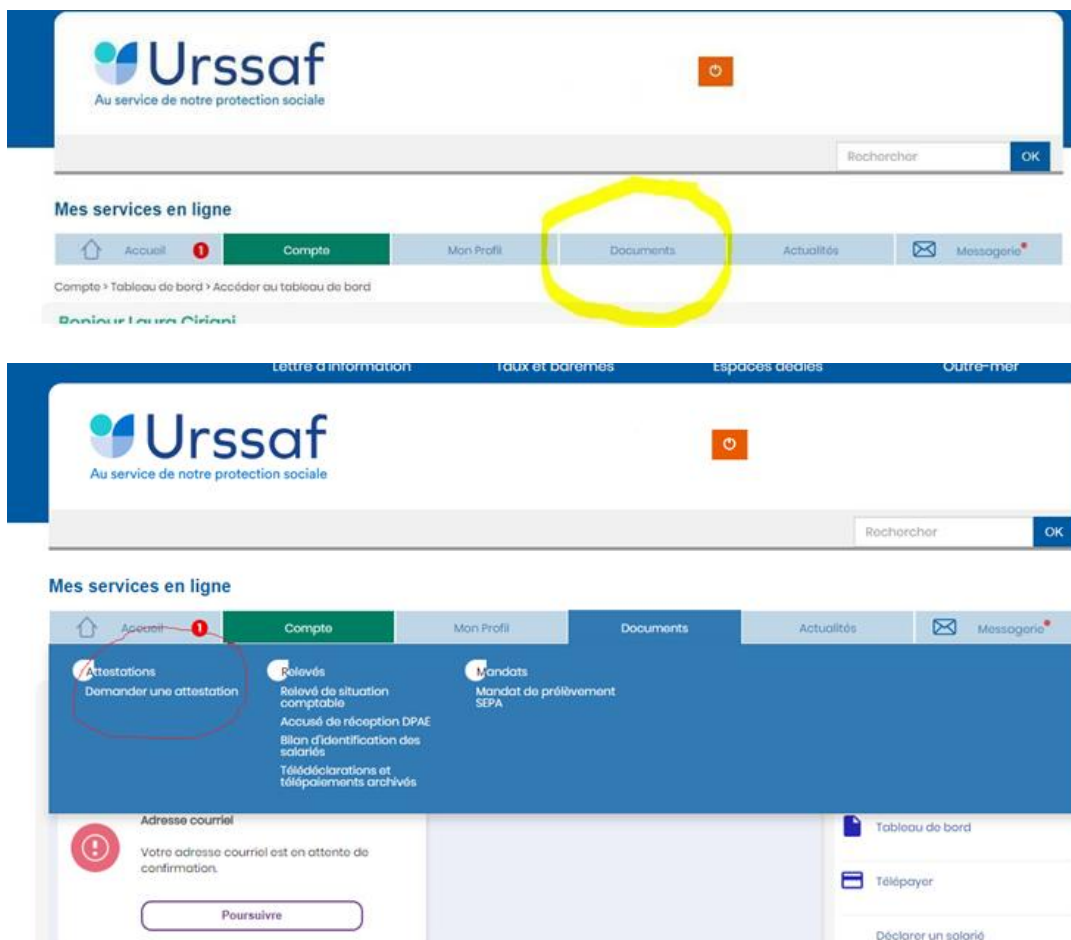 Urssaf
Au service de notre protection sociale
Rechercher OK
Mes services en ligne
Accueil 1 Compte Mon Profil Documents Actualités Messagerie
Compte > Tableau de bord > Accéder au tableau de bord
Bonjour Laura Ciriani
Lettre d'information Taux et barèmes Espaces dédiés Outre-mer
Urssaf
Au service de notre protection sociale
Rechercher OK
Mes services en ligne
Accueil 1 Compte Mon Profil Documents Actualités Messagerie
Attestations
Demander une attestation
Relevés
Relevé de situation
comptable
Accusé de réception DPAE
Bilan d'identification des
salariés
Télédéclarations et
télépaiements archivés
Mandats
Mandat de prélèvement
SEPA
Adresse courriel
Votre adresse courriel est en attente de
confirmation.
Poursuivre
Tableau de bord
Télépayer
Déclarer un salarié